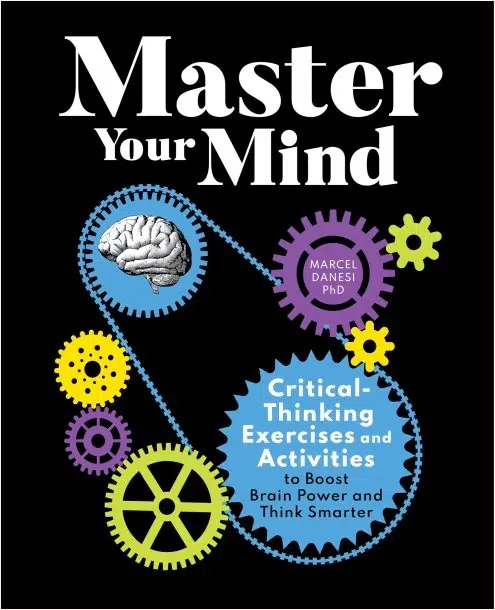 Master
Your Mind
MARCEL
DANESI
PhD
Critical-
Thinking
Exercises and
Activities
to Boost
Brain Power and
Think Smarter